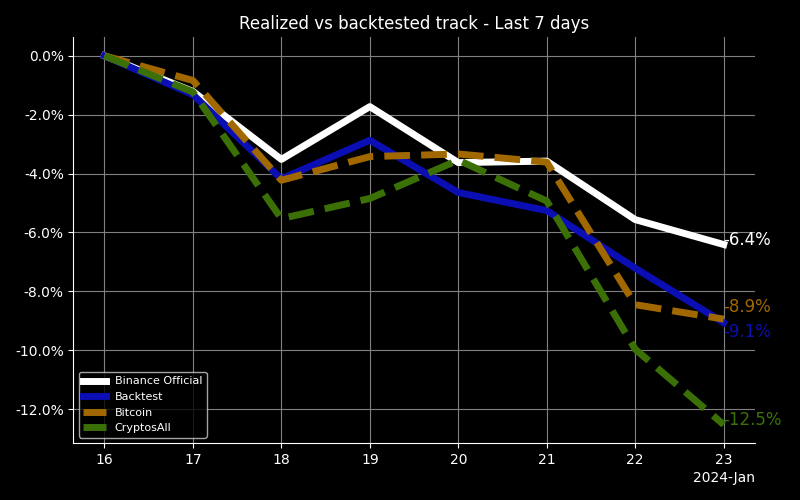 Realized vs backtested track - Last 7 days
0.0%
-2.0%
-4.0%
-6.0%
-8.0%
-10.0%
-12.0%
-6.4%
-8.9%
-9.1%
-12.5%
Binance Official
Backtest
Bitcoin
CryptosAll
16 17 18 19 20 21 22 23
2024-Jan